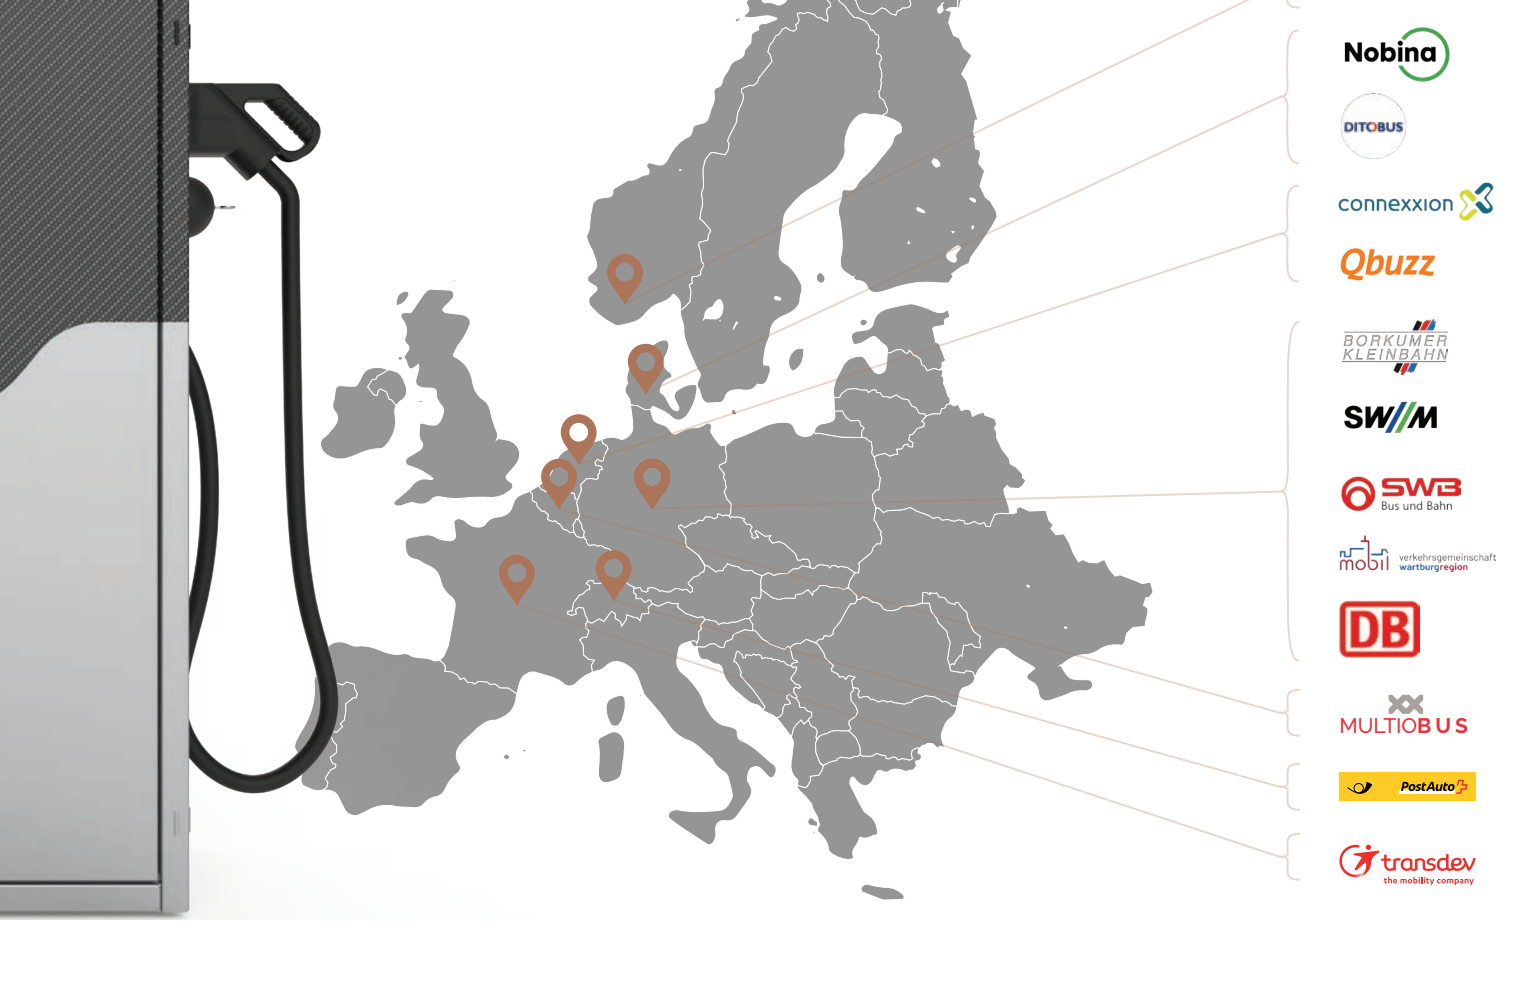 Nobina
DITOBUS
connexxion
Qbuzz
BORKUMER
KLEINBAHN
SW//M
SWB
Bus und Bahn
mobil
verkehrsgemeinschaft
wartburgregion
DB
MULTIOBUS
PostAuto
transdev
the mobility company